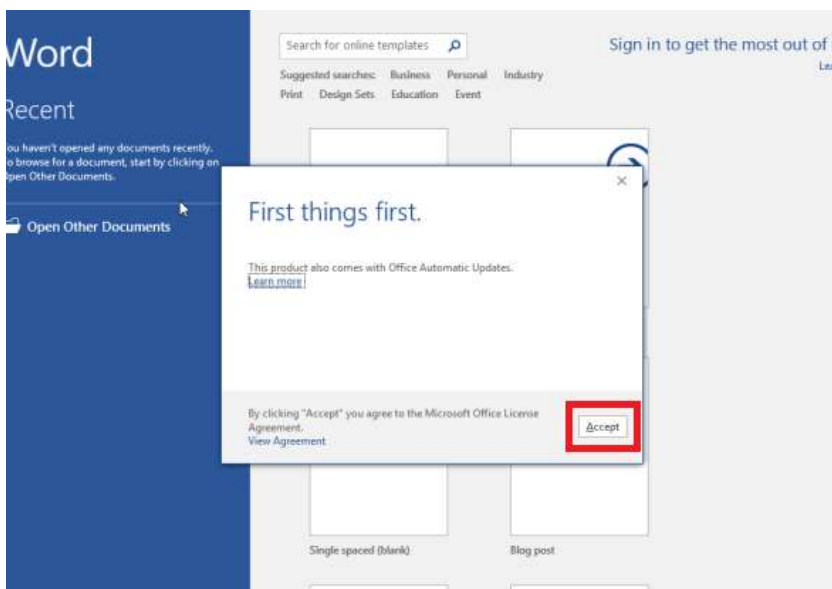 Word
Recent
You haven't opened any documents recently.
To browse for a document, start by clicking on
Open Other Documents.
Open Other Documents
Search for online templates
Suggested searches: Business Personal Industry
Print Design Sets Education Event
Sign in to get the most out of
First things first.
This product also comes with Office Automatic Updates.
Learn more
By clicking "Accept" you agree to the Microsoft Office License
Agreement.
View Agreement
Accept
Single spaced (blank)
Blog post